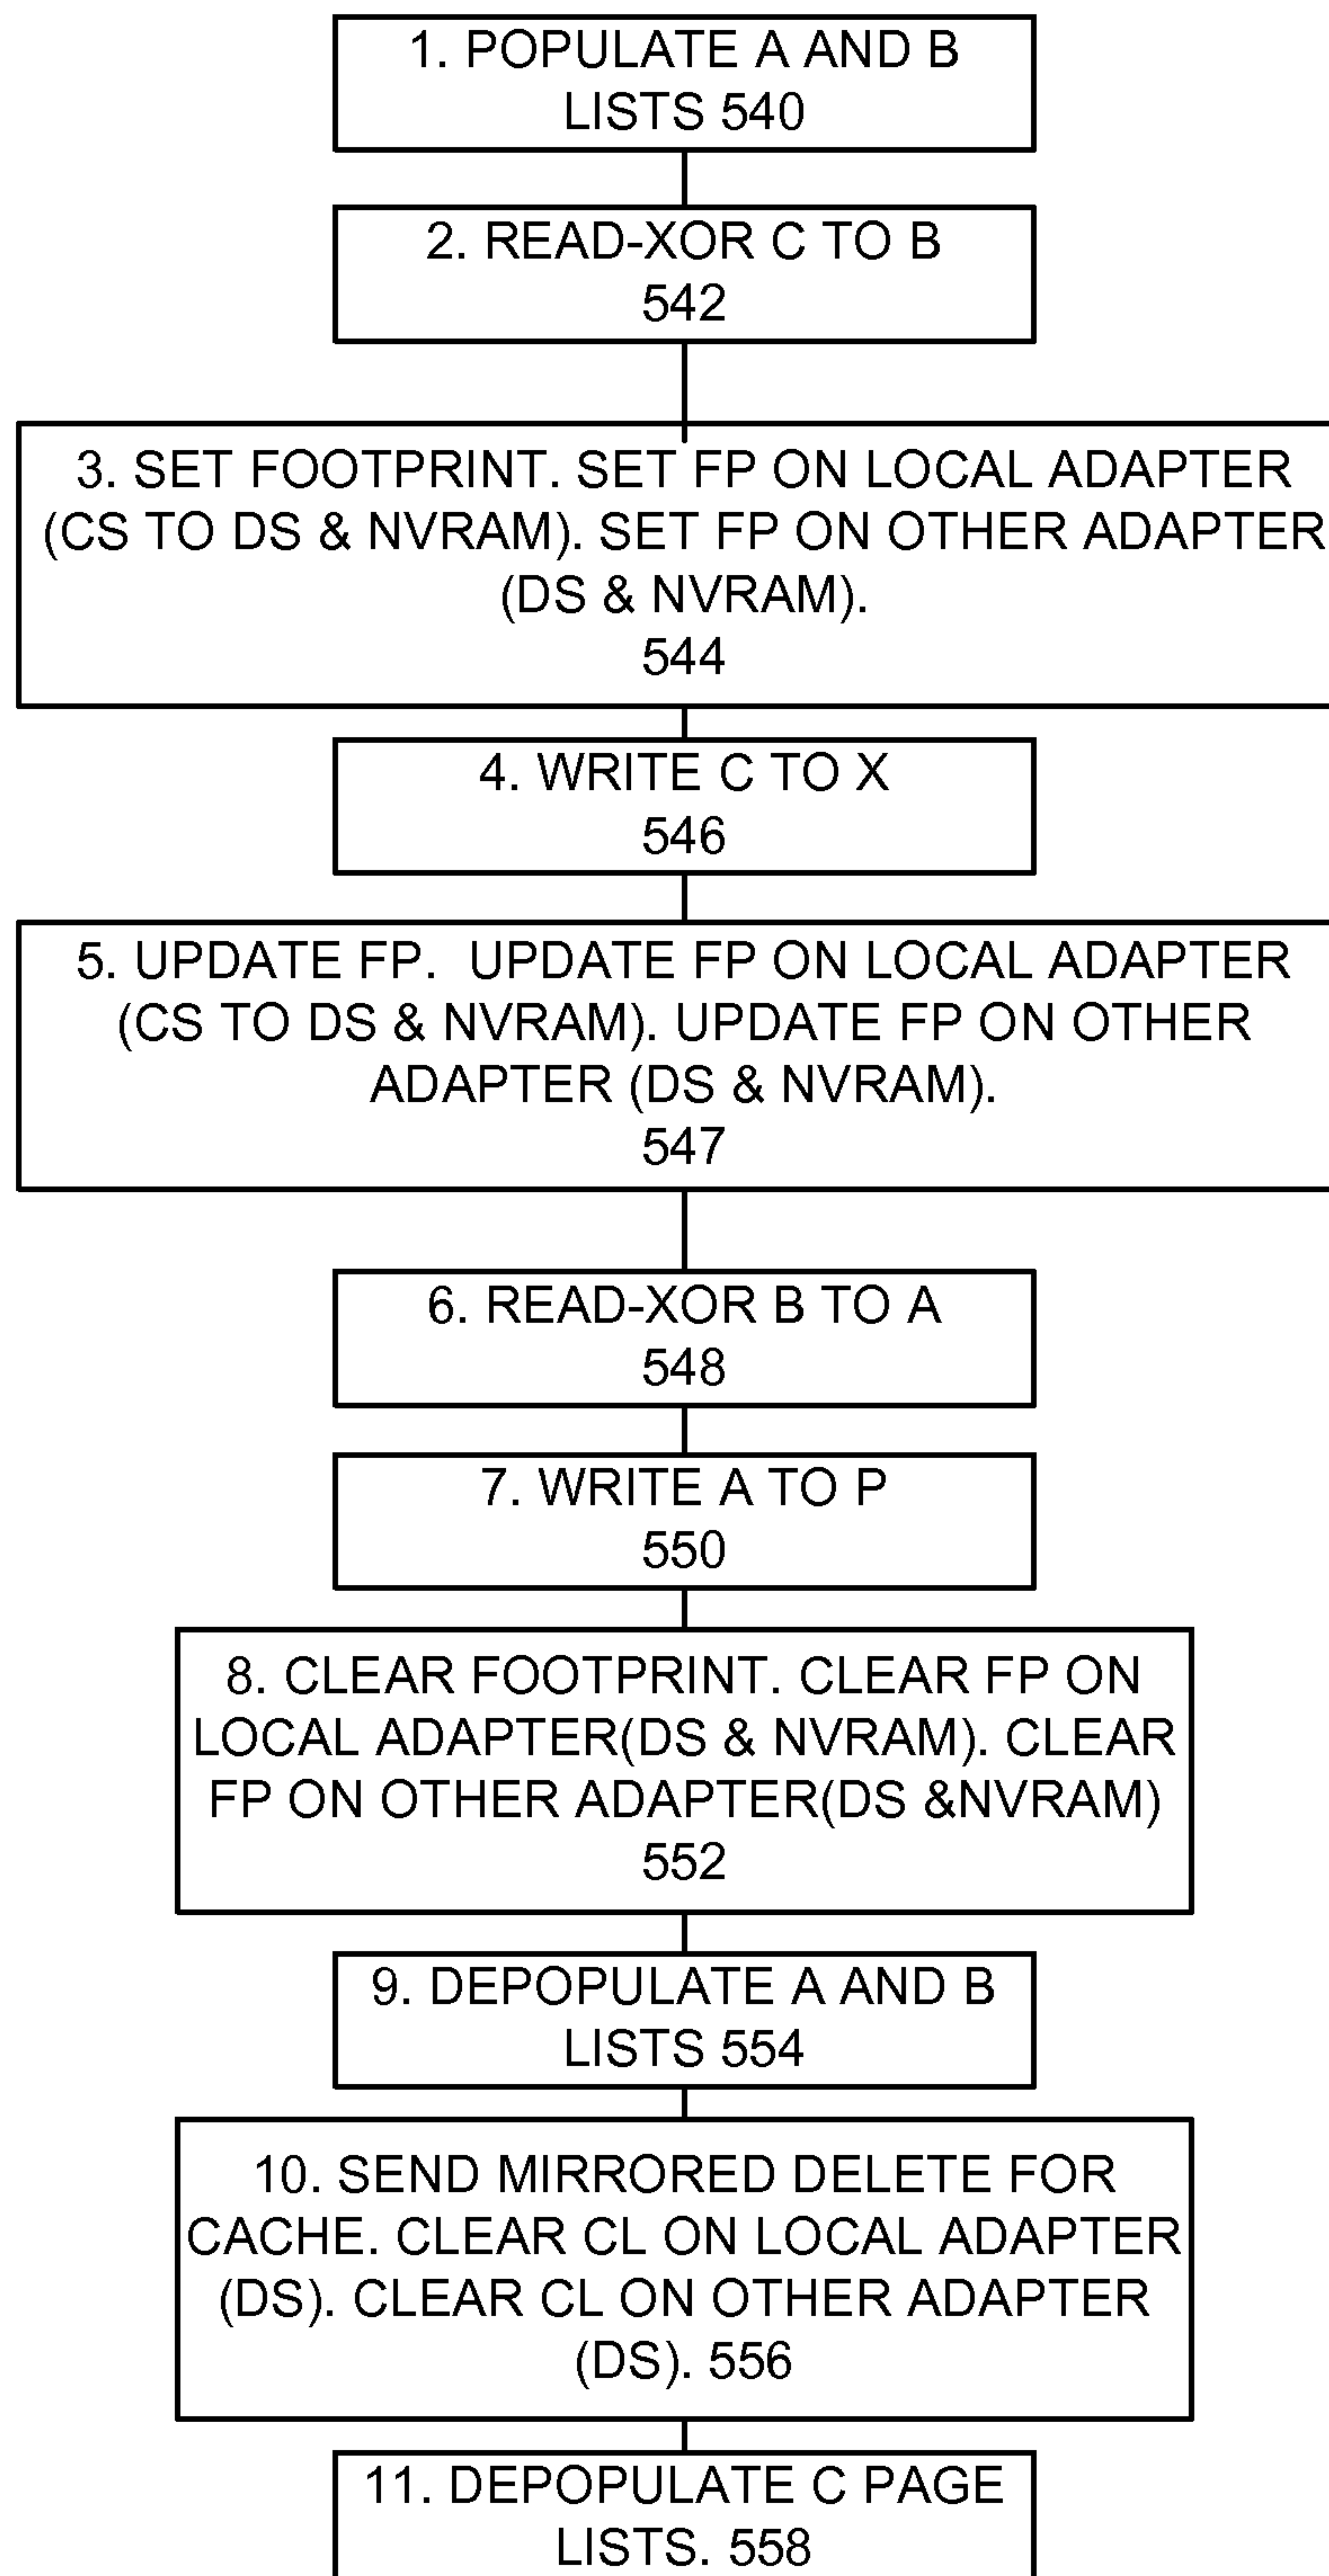 1. POPULATE A AND B
LISTS 540
2. READ-XOR C TO B
542
3. SET FOOTPRINT. SET FP ON LOCAL ADAPTER
(CS TO DS & NVRAM). SET FP ON OTHER ADAPTER
(DS & NVRAM).
544
4. WRITE C TO X
546
5. UPDATE FP. UPDATE FP ON LOCAL ADAPTER
(CS TO DS & NVRAM). UPDATE FP ON OTHER
ADAPTER (DS & NVRAM).
547
6. READ-XOR B TO A
548
7. WRITE A TO P
550
8. CLEAR FOOTPRINT. CLEAR FP ON
LOCAL ADAPTER(DS & NVRAM). CLEAR
FP ON OTHER ADAPTER(DS &NVRAM)
552
9. DEPOPULATE A AND B
LISTS 554
10. SEND MIRRORED DELETE FOR
CACHE. CLEAR CL ON LOCAL ADAPTER
(DS). CLEAR CL ON OTHER ADAPTER
(DS). 556
11. DEPOPULATE C PAGE
LISTS. 558